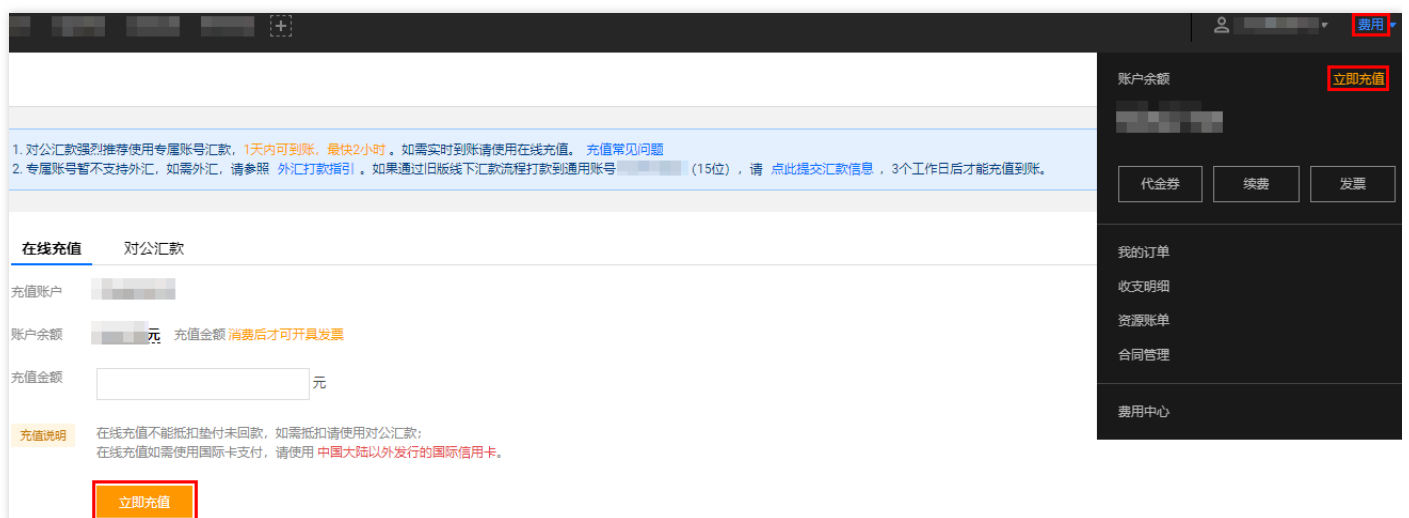 费用
账户余额
立即充值
1. 对公汇款强烈推荐使用专属账号汇款，1天内可到账，最快2小时 。如需实时到账请使用在线充值。 充值常见问题
2. 专属账号暂不支持外汇，如需外汇，请参照 外汇打款指引 。如果通过旧版线下汇款流程打款到通用账号 (15位) ，请 点此提交汇款信息 ，3个工作日后才能充值到账。
代金券
续费
发票
在线充值
对公汇款
我的订单
收支明细
资源账单
合同管理
费用中心
充值账户
账户余额
元 充值金额 消费后才可开具发票
充值金额
元
充值说明
在线充值不能抵扣垫付未回款，如需抵扣请使用对公汇款;
在线充值如需使用国际卡支付，请使用 中国大陆以外发行的国际信用卡。
立即充值